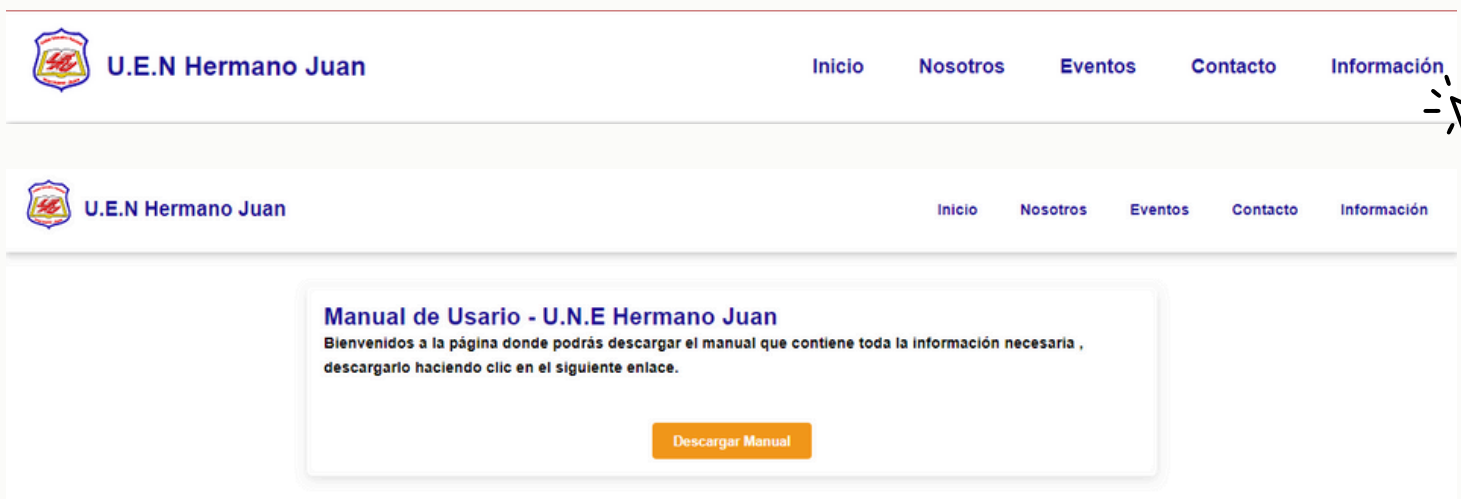 U.E.N Hermano Juan
Inicio Nosotros Eventos Contacto Información
U.E.N Hermano Juan
Inicio Nosotros Eventos Contacto Información
Manual de Usario - U.N.E Hermano Juan
Bienvenidos a la página donde podrás descargar el manual que contiene toda la información necesaria ,
descargarlo haciendo clic en el siguiente enlace.
Descargar Manual